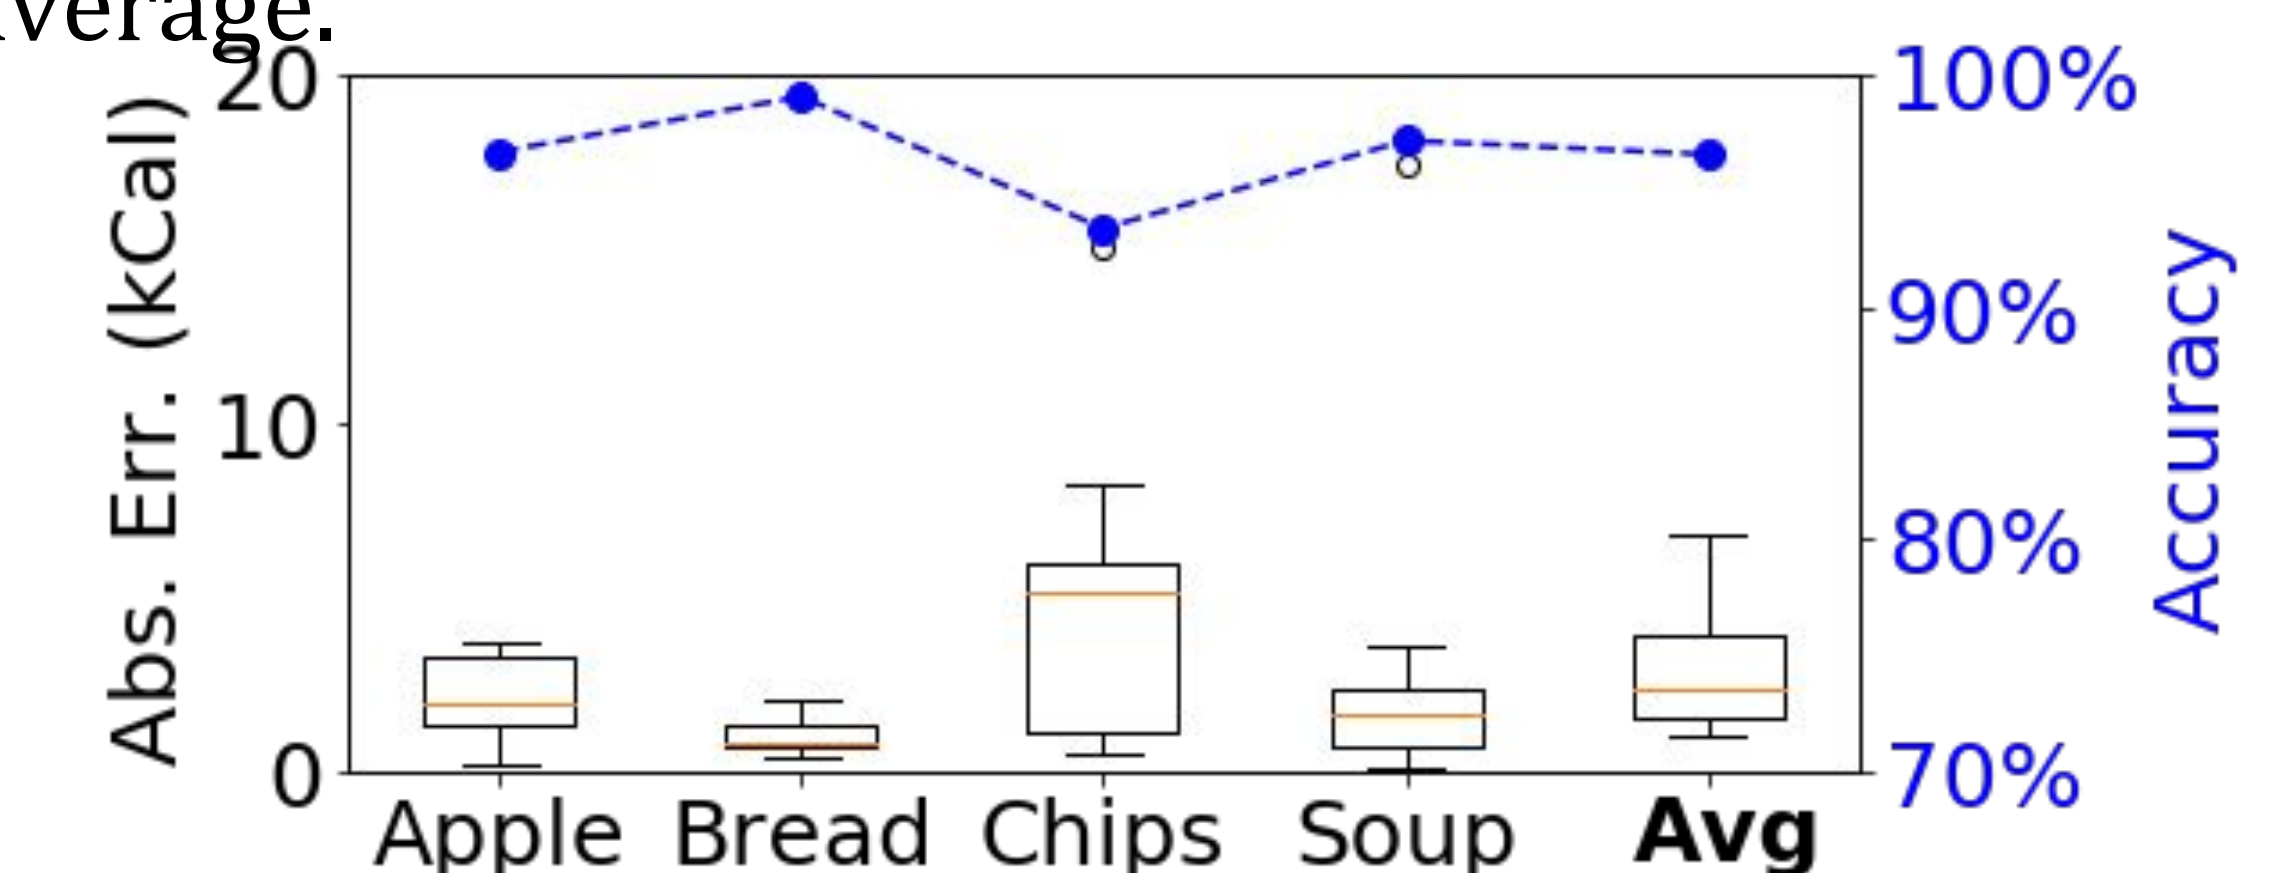 verage.
20
10
0
Abs. Err. (kCal)
100%
90%
80%
70%
Accuracy
Apple Bread Chips Soup Avg